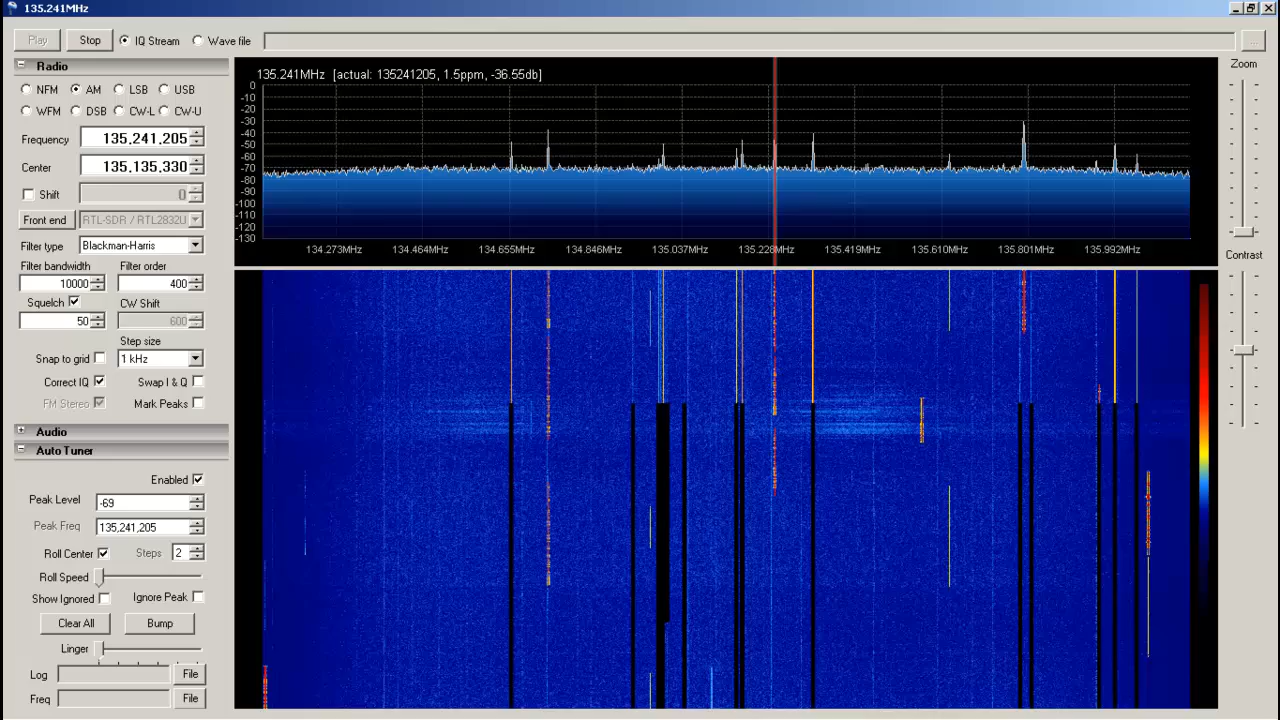 135.241MHz
Play Stop IQ Stream Wave file ...
Radio
NFM AM LSB USB
WFM DSB CW-L CW-U
Frequency 135,241,205
Center 135,135,330
Shift 0
Front end RTL-SDR / RTL2832U
Filter type Blackman-Harris
Filter bandwidth Filter order
10000 400
Squelch CW Shift
50 600
Step size
Snap to grid 1 kHz
Correct IQ Swap I & Q
FM Stereo Mark Peaks
Audio
Auto Tuner
Enabled
Peak Level -69
Peak Freq 135,241,205
Roll Center Steps 2
Roll Speed
Show Ignored Ignore Peak
Clear All Bump
Linger
Log File
Freq File
135.241MHz [actual: 135241205, 1.5ppm, -36.55db]
0
-10
-20
-30
-40
-50
-60
-70
-80
-90
-100
-110
-120
-130
134.273MHz 134.464MHz 134.655MHz 134.846MHz 135.037MHz 135.228MHz 135.419MHz 135.610MHz 135.801MHz 135.992MHz
Zoom
Contrast